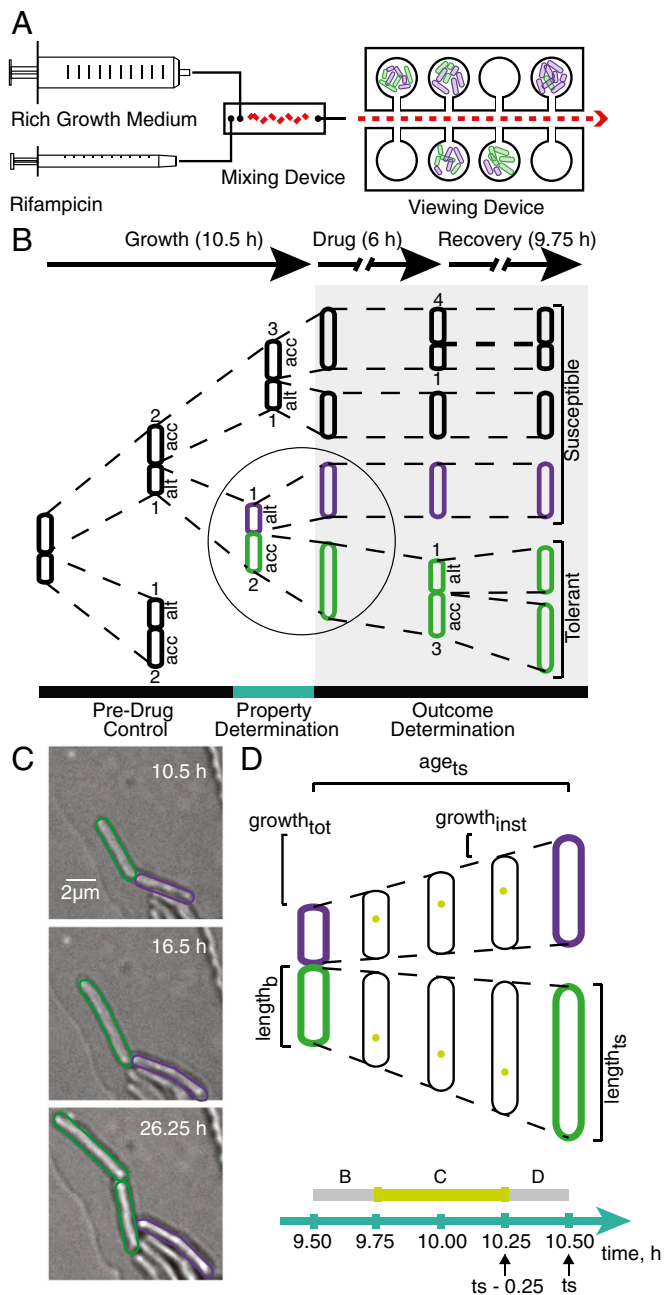 A
Rich Growth Medium
Rifampicin
Mixing Device
Viewing Device
B
Growth (10.5 h) Drug (6 h) Recovery (9.75 h)
3
acc
alt
1
4
1
2
acc
alt
1
1
alt
acc
2
1
alt
acc
2
1
alt
acc
3
Susceptible
Tolerant
Pre-Drug Control
Property Determination
Outcome Determination
C
10.5 h
2µm
16.5 h
26.25 h
D
age_ts
growth_tot
growth_inst
length_b
length_ts
B C D
9.50 9.75 10.00 10.25 10.50 time, h
ts - 0.25 ts